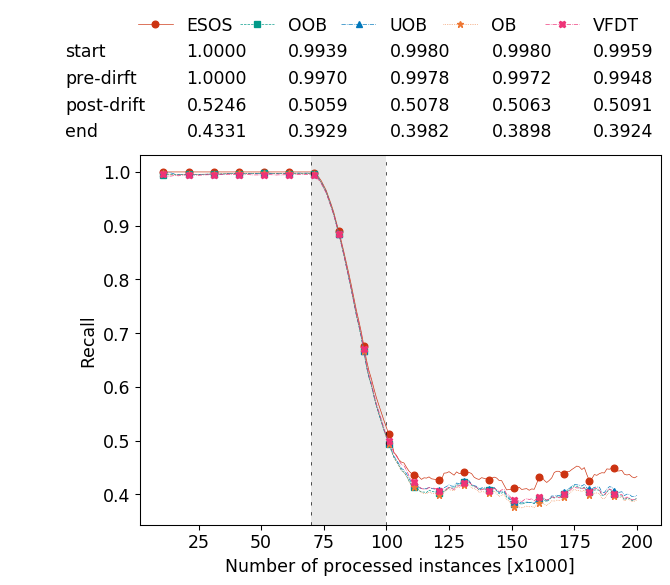 ESOS OOB UOB OB VFDT
start 1.0000 0.9939 0.9980 0.9980 0.9959
pre-dirft 1.0000 0.9970 0.9978 0.9972 0.9948
post-drift 0.5246 0.5059 0.5078 0.5063 0.5091
end 0.4331 0.3929 0.3982 0.3898 0.3924
1.0
0.9
0.8
0.7
0.6
0.5
0.4
Recall
25 50 75 100 125 150 175 200
Number of processed instances [x1000]